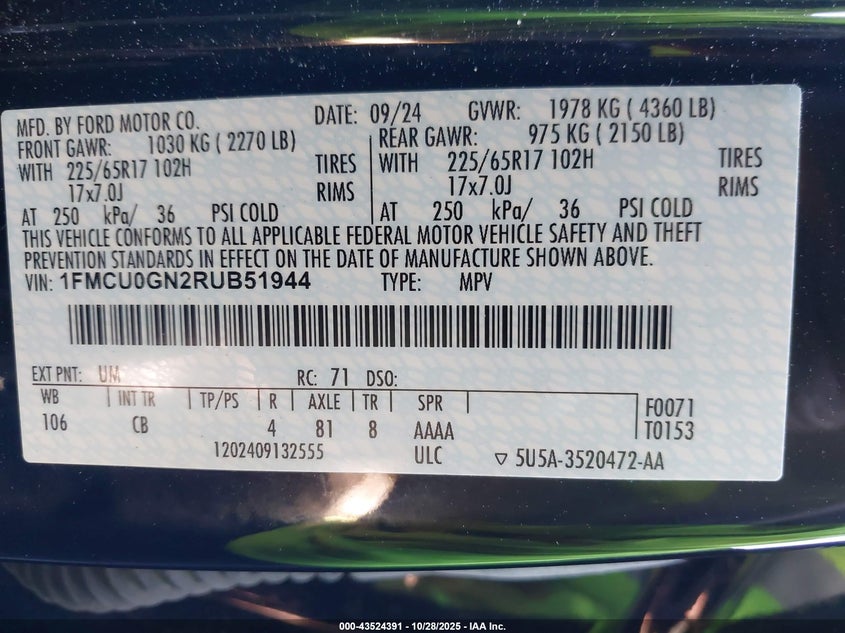 MFD. BY FORD MOTOR CO. DATE: 09/24 GVWR: 1978 KG ( 4360 LB)
FRONT GAWR: 1030 KG ( 2270 LB) REAR GAWR: 975 KG ( 2150 LB)
WITH 225/65R17 102H TIRES WITH 225/65R17 102H TIRES
17x7.0J RIMS 17x7.0J RIMS
AT 250 kPa/ 36 PSI COLD AT 250 kPa/ 36 PSI COLD
THIS VEHICLE CONFORMS TO ALL APPLICABLE FEDERAL MOTOR VEHICLE SAFETY AND THEFT
PREVENTION STANDARDS IN EFFECT ON THE DATE OF MANUFACTURE SHOWN ABOVE.
VIN: 1FMCU0GN2RUB51944 TYPE: MPV
EXT PNT: UM RC: 71 DSO:
WB INT TR TP/PS R AXLE TR SPR F0071
106 CB 4 81 8 AAAA T0153
1202409132555 ULC ▽ 5U5A-3520472-AA
000-43524391 - 10/28/2025 - IAA Inc.